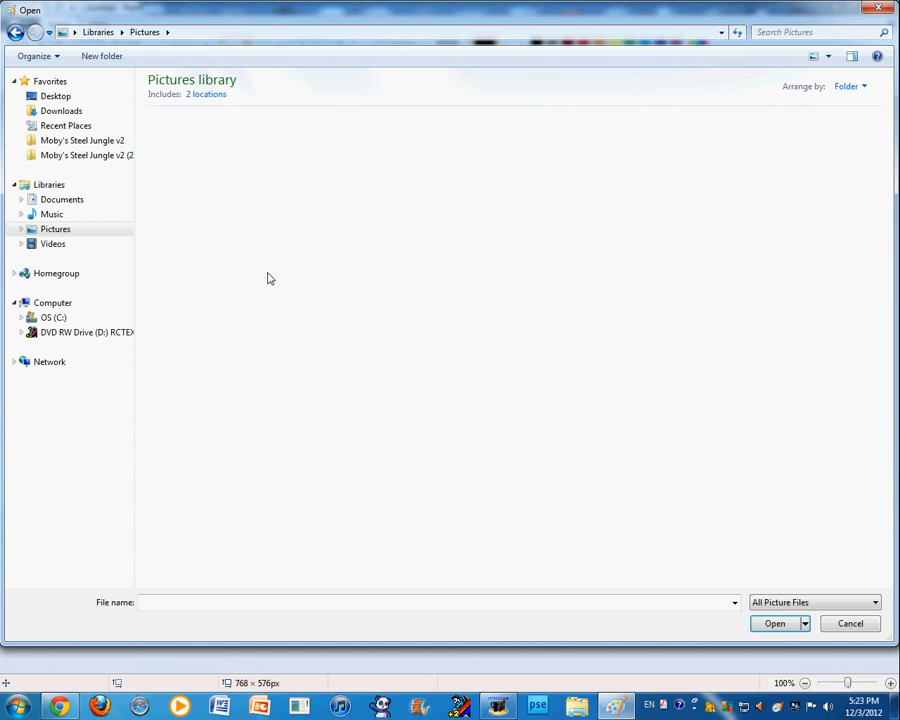 Open
Libraries Pictures
Search Pictures
Organize
New folder
Pictures library
Includes: 2 locations
Arrange by: Folder
Favorites
Desktop
Downloads
Recent Places
Moby's Steel Jungle v2
Moby's Steel Jungle v2 (2
Libraries
Documents
Music
Pictures
Videos
Homegroup
Computer
OS (C:)
DVD RW Drive (D:) RCTEX
Network
File name:
All Picture Files
Open
Cancel
768 × 576px
100%
pse
EN
5:23 PM
12/3/2012